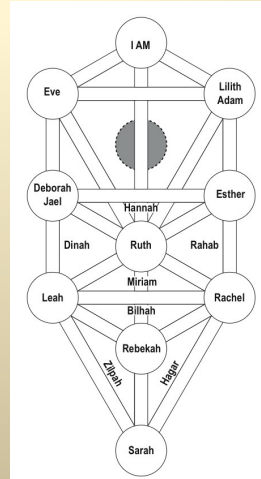 I AM
Eve
Lilith
Adam
Deborah
Jael
Esther
Hannah
Dinah
Ruth
Rahab
Miriam
Leah
Rachel
Bilhah
Rebekah
Zilpah
Hagar
Sarah